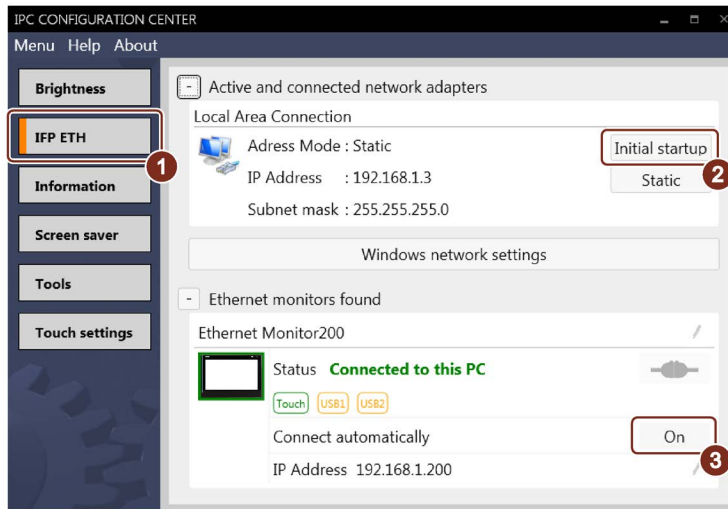 IPC CONFIGURATION CENTER
Menu Help About
Brightness
IFP ETH
1
Information
Screen saver
Tools
Touch settings
- Active and connected network adapters
Local Area Connection
Adress Mode : Static
Initial startup
2
IP Address : 192.168.1.3
Static
Subnet mask : 255.255.255.0
Windows network settings
- Ethernet monitors found
Ethernet Monitor200
Status Connected to this PC
Touch USB1 USB2
Connect automatically
On
3
IP Address 192.168.1.200